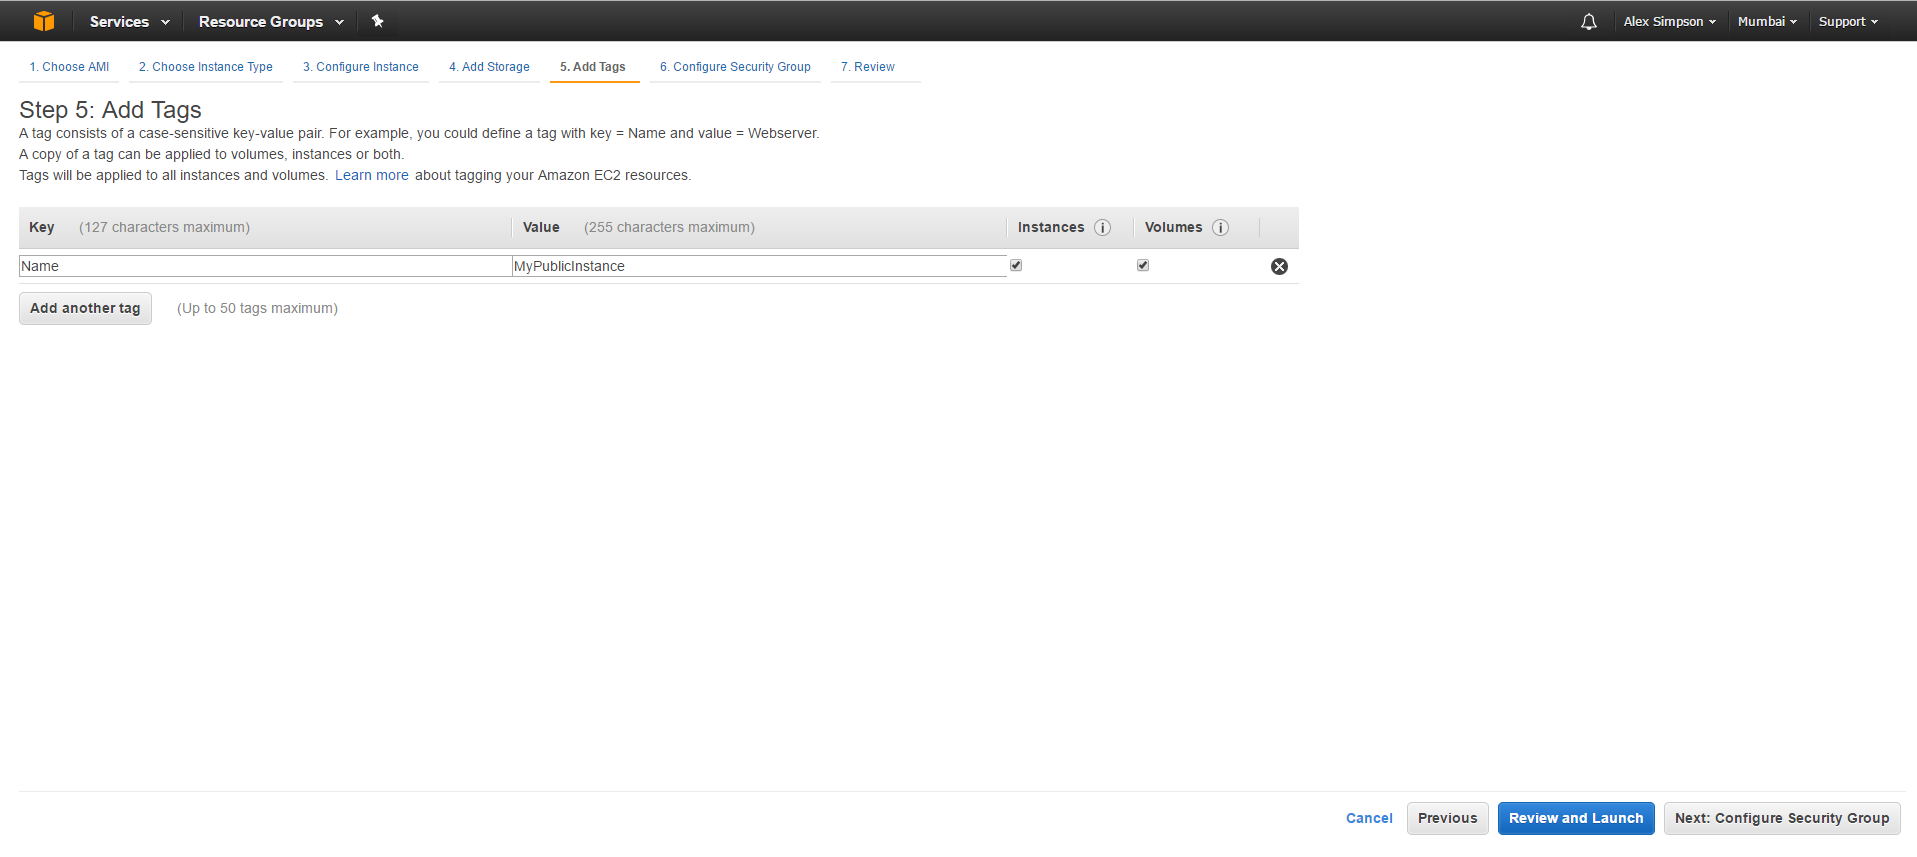 Services Resource Groups Alex Simpson Mumbai Support
1. Choose AMI 2. Choose Instance Type 3. Configure Instance 4. Add Storage 5. Add Tags 6. Configure Security Group 7. Review
Step 5: Add Tags
A tag consists of a case-sensitive key-value pair. For example, you could define a tag with key = Name and value = Webserver.
A copy of a tag can be applied to volumes, instances or both.
Tags will be applied to all instances and volumes. Learn more about tagging your Amazon EC2 resources.
Key (127 characters maximum) Value (255 characters maximum) Instances i Volumes i
Name MyPublicInstance
Add another tag (Up to 50 tags maximum)
Cancel Previous Review and Launch Next: Configure Security Group